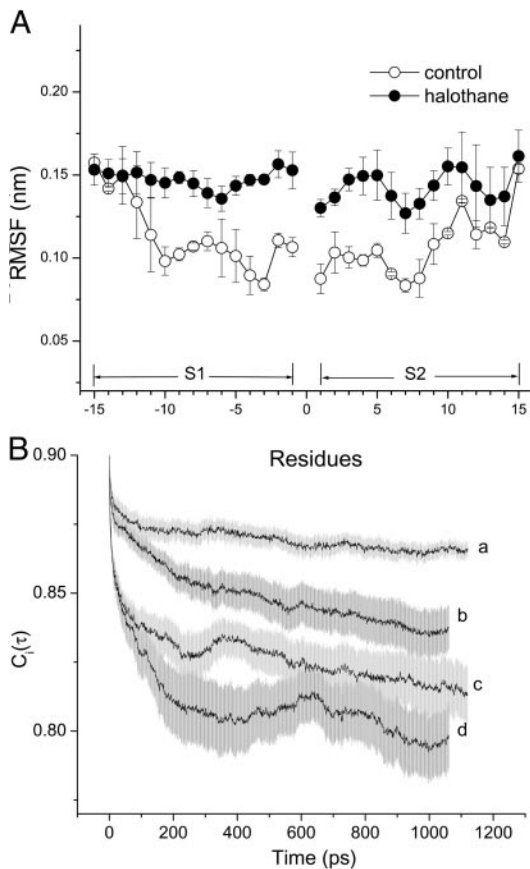 A
control
halothane
RMSF (nm)
0.20
0.15
0.10
0.05
S1
S2
-15 -10 -5 0 5 10 15
Residues
B
C_i(τ)
0.90
0.85
0.80
a
b
c
d
0 200 400 600 800 1000 1200
Time (ps)